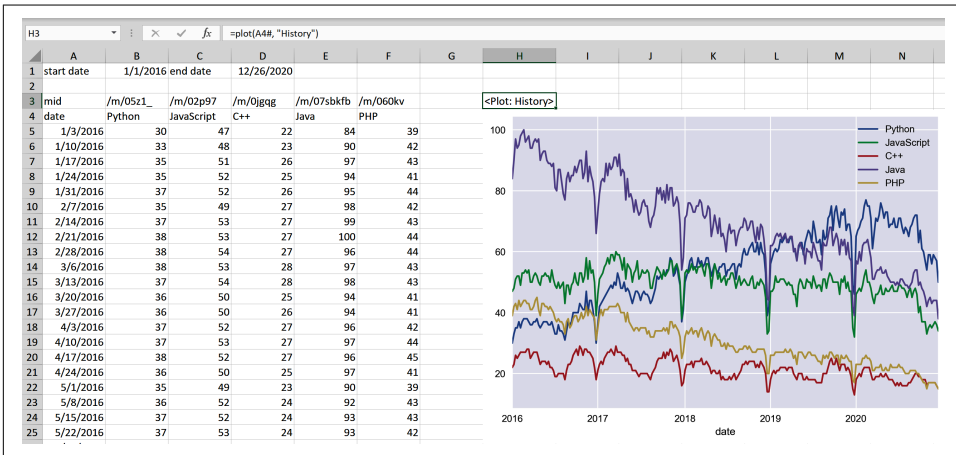 H3 fx =plot(A4#, "History")
A B C D E F G H I J K L M N
1 start date 1/1/2016 end date 12/26/2020
2
3 mid /m/05z1_ /m/02p97 /m/0jgqg /m/07sbkfb /m/060kv <Plot: History>
4 date Python JavaScript C++ Java PHP
5 1/3/2016 30 47 22 84 39
6 1/10/2016 33 48 23 90 42
7 1/17/2016 35 51 26 97 43
8 1/24/2016 35 52 25 94 41
9 1/31/2016 37 52 26 95 44
10 2/7/2016 35 49 27 98 42
11 2/14/2016 37 53 27 99 43
12 2/21/2016 38 53 27 100 44
13 2/28/2016 38 54 27 96 44
14 3/6/2016 38 53 28 97 43
15 3/13/2016 37 54 28 98 43
16 3/20/2016 36 50 25 94 41
17 3/27/2016 36 50 26 94 41
18 4/3/2016 37 52 27 96 42
19 4/10/2016 37 53 27 97 44
20 4/17/2016 38 52 27 96 45
21 4/24/2016 36 50 25 97 41
22 5/1/2016 35 49 23 90 39
23 5/8/2016 36 52 24 92 43
24 5/15/2016 37 52 24 93 43
25 5/22/2016 37 53 24 93 42
100
80
60
40
20
Python
JavaScript
C++
Java
PHP
2016 2017 2018 2019 2020
date